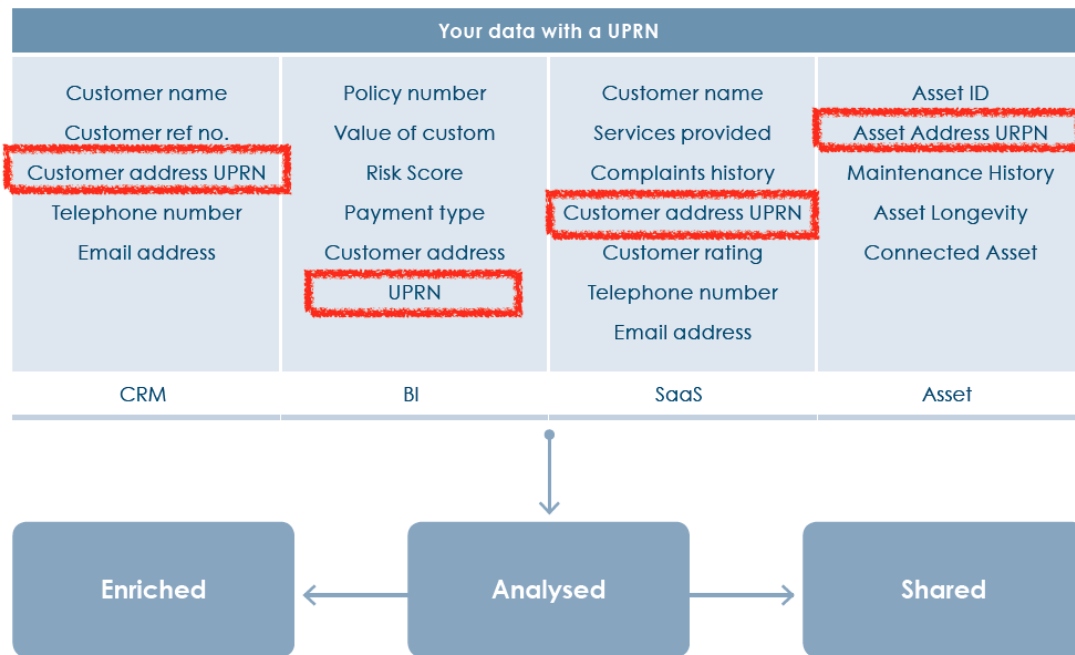 Your data with a UPRN
Customer name
Customer ref no.
Customer address UPRN
Telephone number
Email address
CRM
Policy number
Value of custom
Risk Score
Payment type
Customer address
UPRN
BI
Customer name
Services provided
Complaints history
Customer address UPRN
Customer rating
Telephone number
Email address
SaaS
Asset ID
Asset Address URPN
Maintenance History
Asset Longevity
Connected Asset
Asset
Enriched
Analysed
Shared